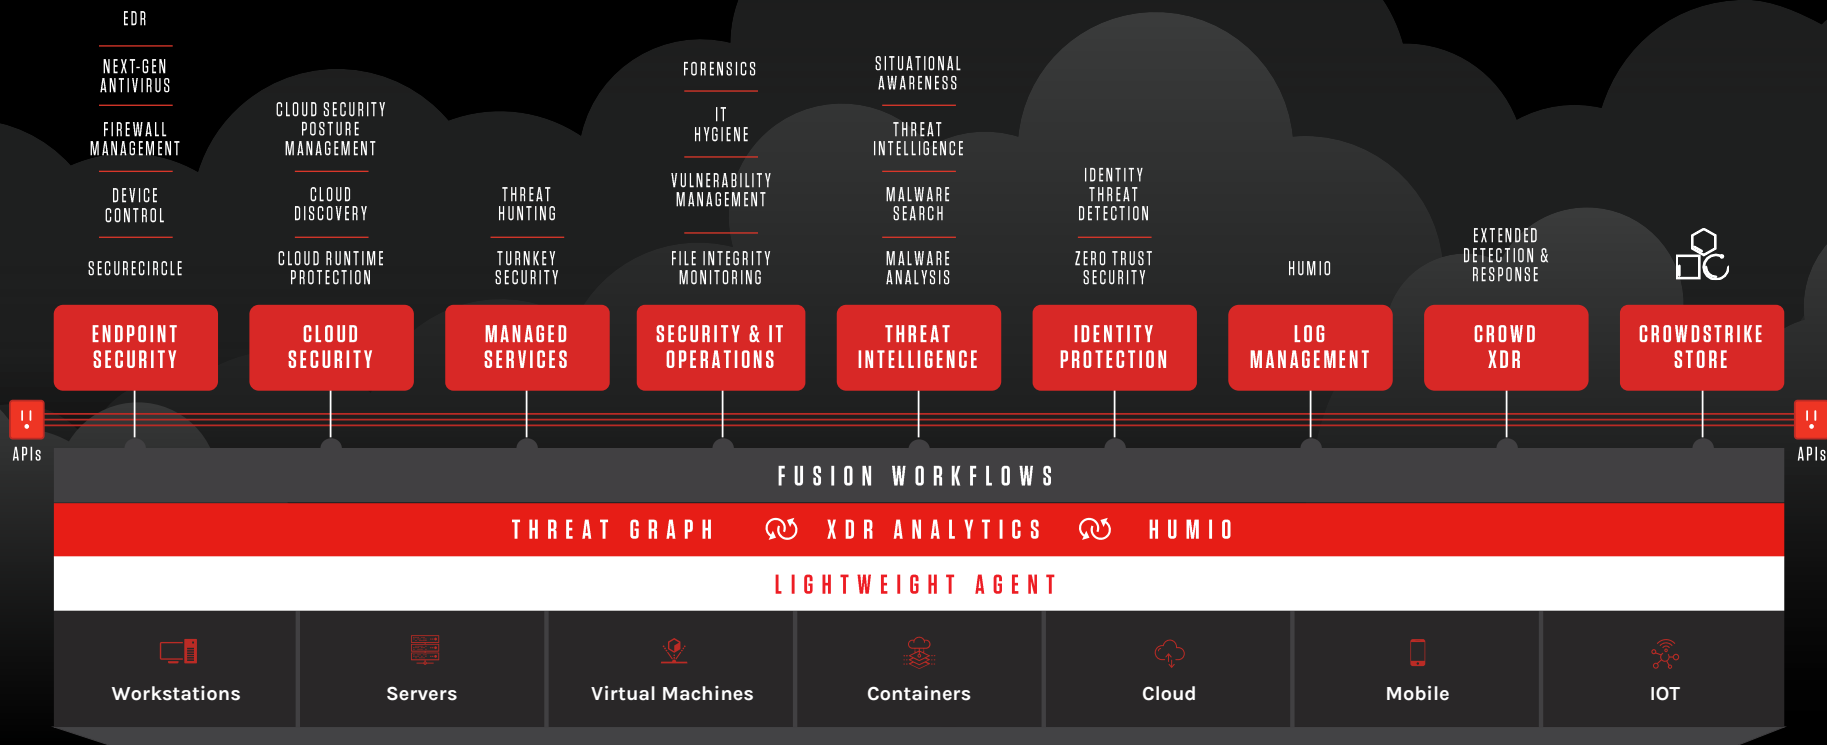 EDR
NEXT-GEN
ANTIVIRUS
FIREWALL
MANAGEMENT
DEVICE
CONTROL
SECURECIRCLE
ENDPOINT
SECURITY
CLOUD SECURITY
POSTURE
MANAGEMENT
CLOUD
DISCOVERY
CLOUD RUNTIME
PROTECTION
CLOUD
SECURITY
THREAT
HUNTING
TURNKEY
SECURITY
MANAGED
SERVICES
FORENSICS
IT
HYGIENE
VULNERABILITY
MANAGEMENT
FILE INTEGRITY
MONITORING
SECURITY & IT
OPERATIONS
SITUATIONAL
AWARENESS
THREAT
INTELLIGENCE
MALWARE
SEARCH
MALWARE
ANALYSIS
THREAT
INTELLIGENCE
IDENTITY
THREAT
DETECTION
ZERO TRUST
SECURITY
IDENTITY
PROTECTION
HUMIO
LOG
MANAGEMENT
EXTENDED
DETECTION &
RESPONSE
CROWD
XDR
CROWDSTRIKE
STORE
APIs
APIs
FUSION WORKFLOWS
THREAT GRAPH XDR ANALYTICS HUMIO
LIGHTWEIGHT AGENT
Workstations
Servers
Virtual Machines
Containers
Cloud
Mobile
IOT